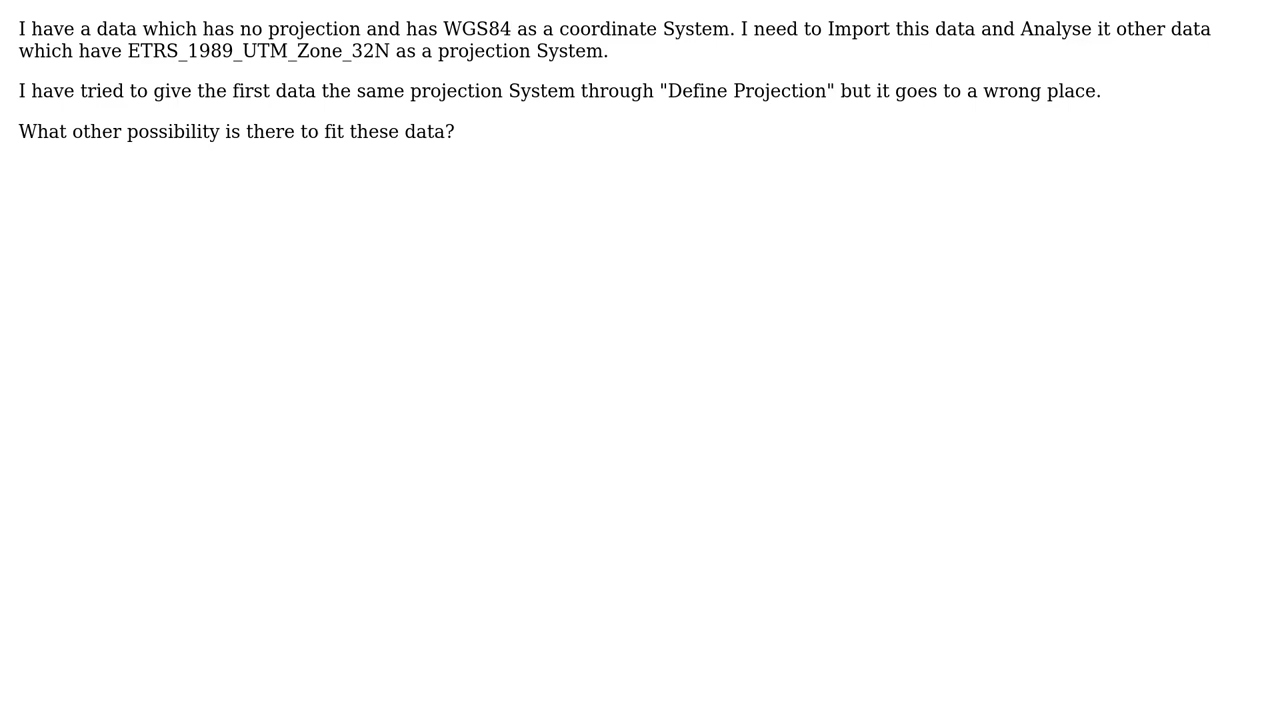 I have a data which has no projection and has WGS84 as a coordinate System. I need to Import this data and Analyse it other data
which have ETRS_1989_UTM_Zone_32N as a projection System.
I have tried to give the first data the same projection System through "Define Projection" but it goes to a wrong place.
What other possibility is there to fit these data?